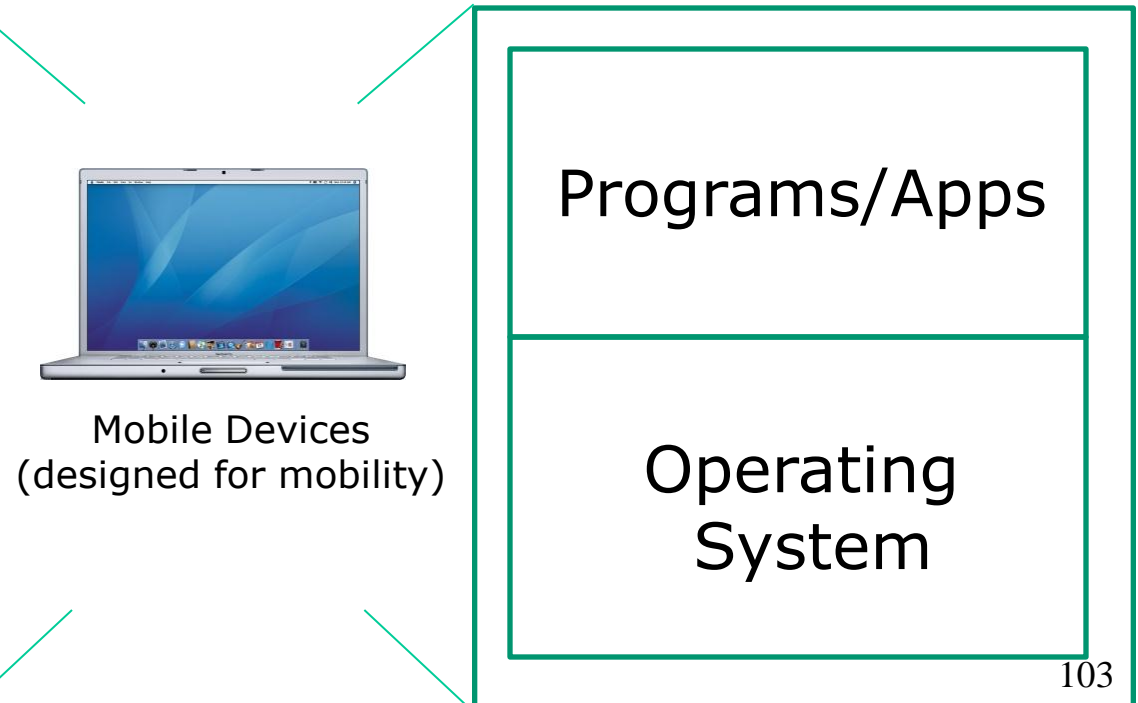 Programs/Apps
Mobile Devices
(designed for mobility)
Operating
System
103